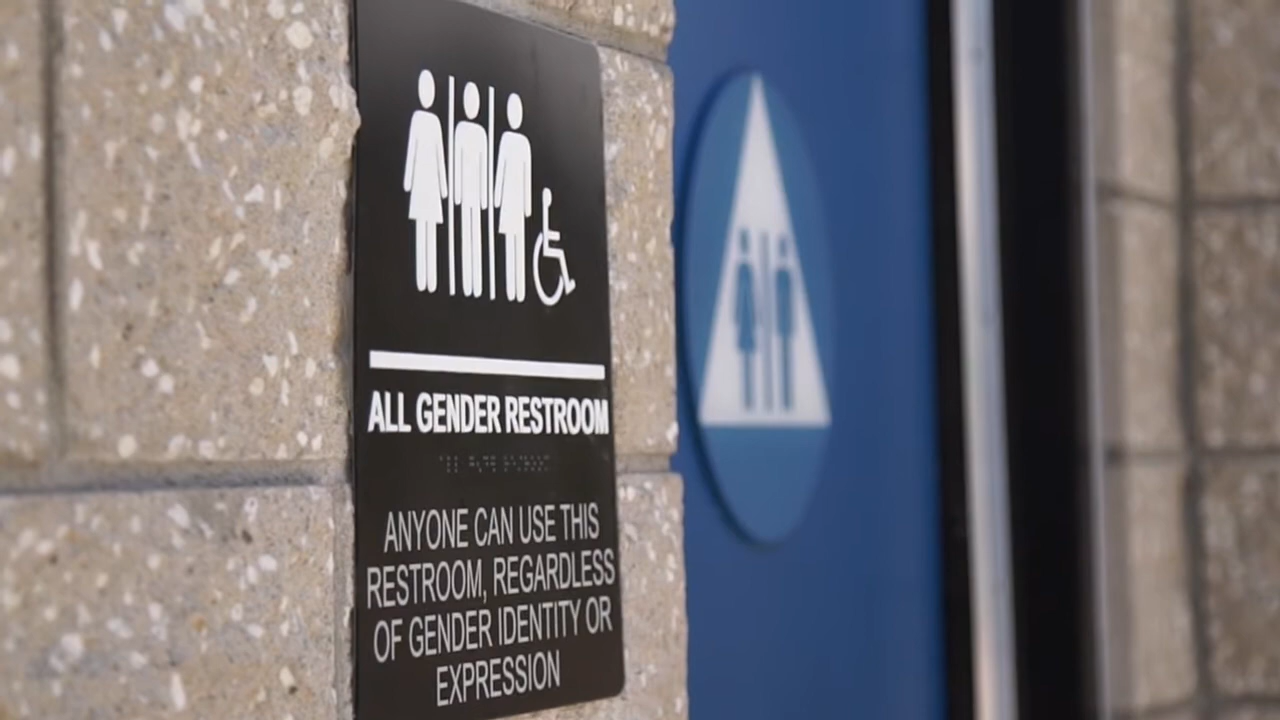 ALL GENDER RESTROOM
ANYONE CAN USE THIS
RESTROOM, REGARDLESS
OF GENDER IDENTITY OR
EXPRESSION